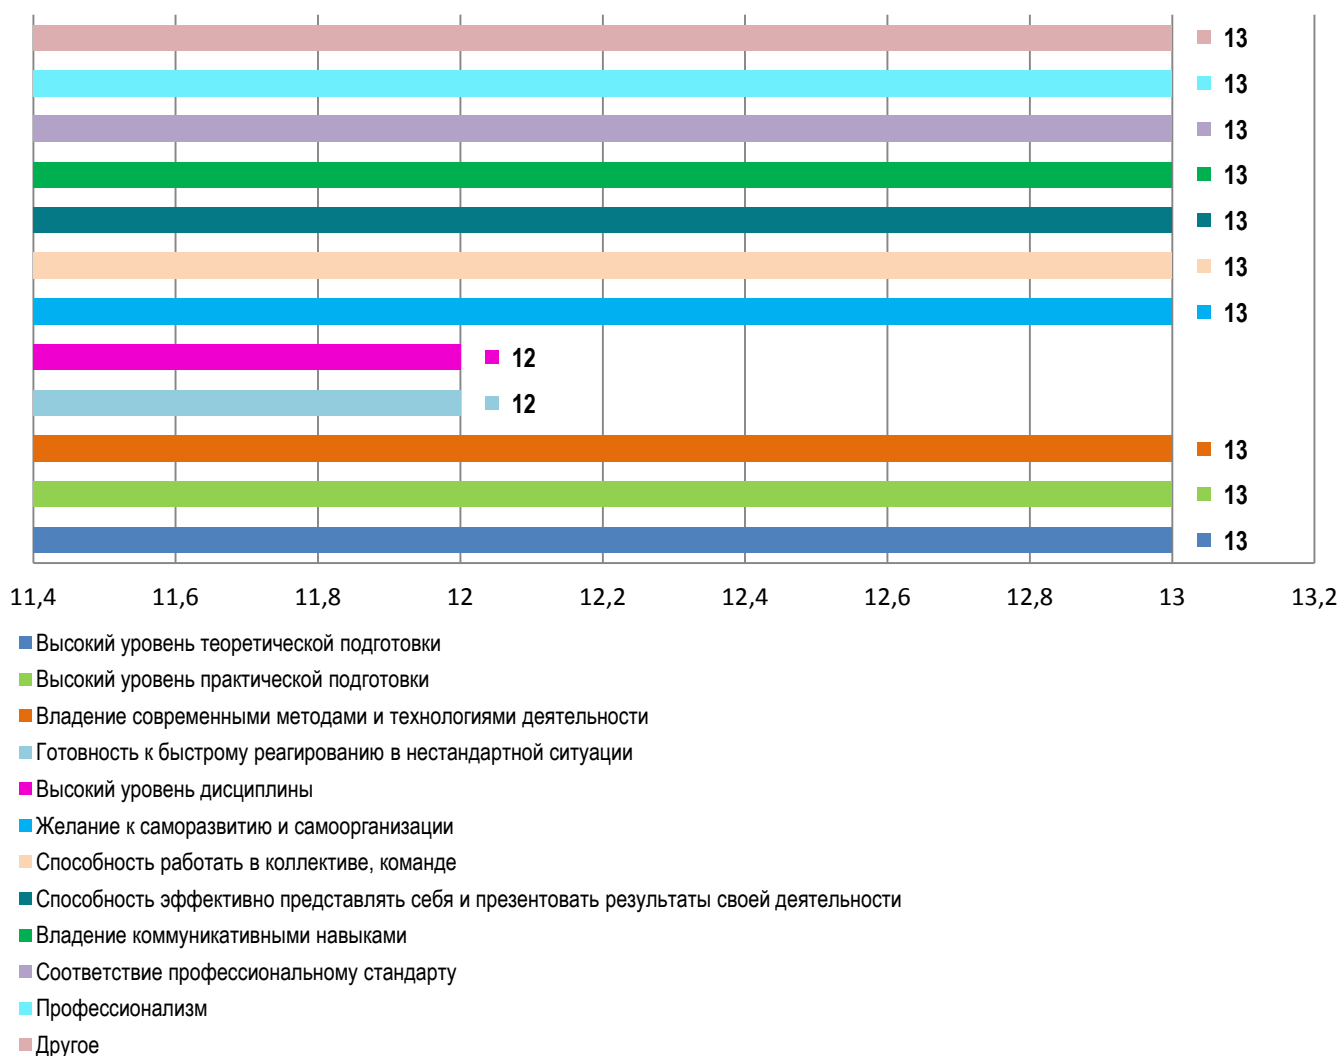 13
13
13
13
13
13
13
12
12
13
13
13
11,4 11,6 11,8 12 12,2 12,4 12,6 12,8 13 13,2
Высокий уровень теоретической подготовки
Высокий уровень практической подготовки
Владение современными методами и технологиями деятельности
Готовность к быстрому реагированию в нестандартной ситуации
Высокий уровень дисциплины
Желание к саморазвитию и самоорганизации
Способность работать в коллективе, команде
Способность эффективно представлять себя и презентовать результаты своей деятельности
Владение коммуникативными навыками
Соответствие профессиональному стандарту
Профессионализм
Другое